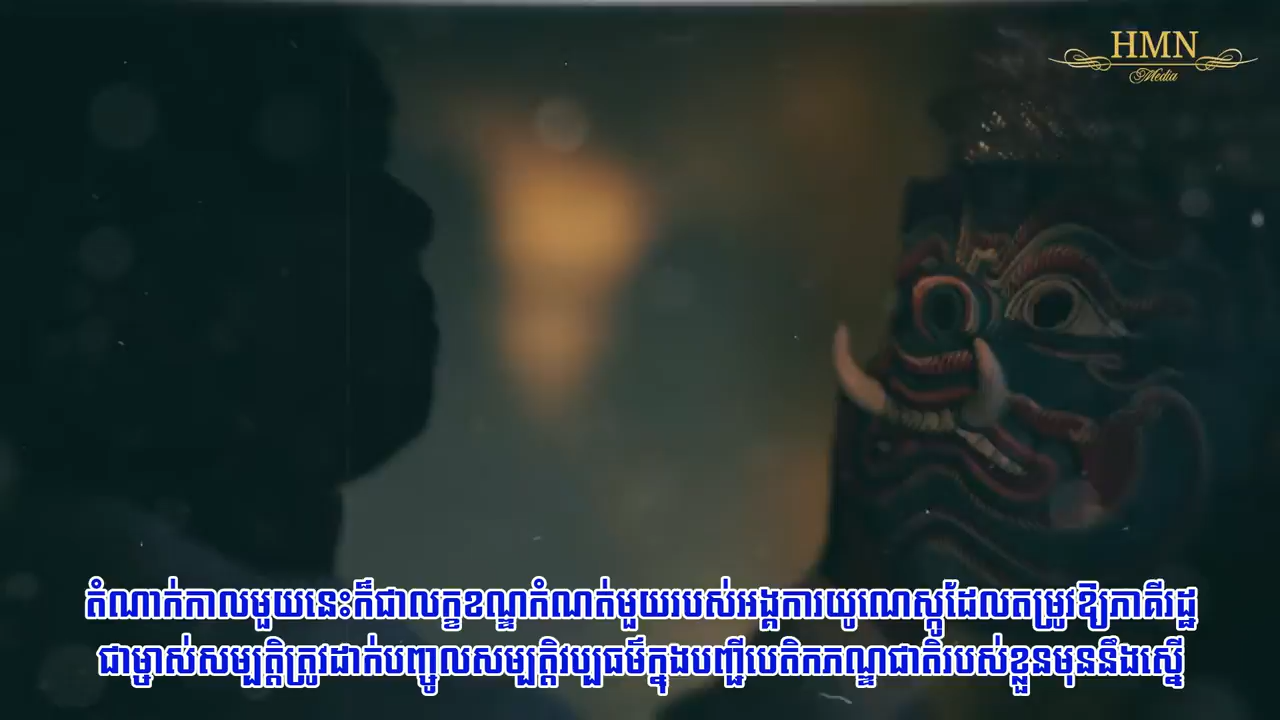 HMN
Media
តំណាក់កាលមួយនេះក៏ជាលក្ខខណ្ឌកំណត់មួយរបស់អង្គការយូណេស្កូដែលតម្រូវឱ្យភាគីរដ្ឋ
ជាម្ចាស់សម្បត្តិត្រូវដាក់បញ្ចូលសម្បត្តិវប្បធម៌ក្នុងបញ្ជីបេតិកភណ្ឌជាតិរបស់ខ្លួនមុននឹងស្នើ